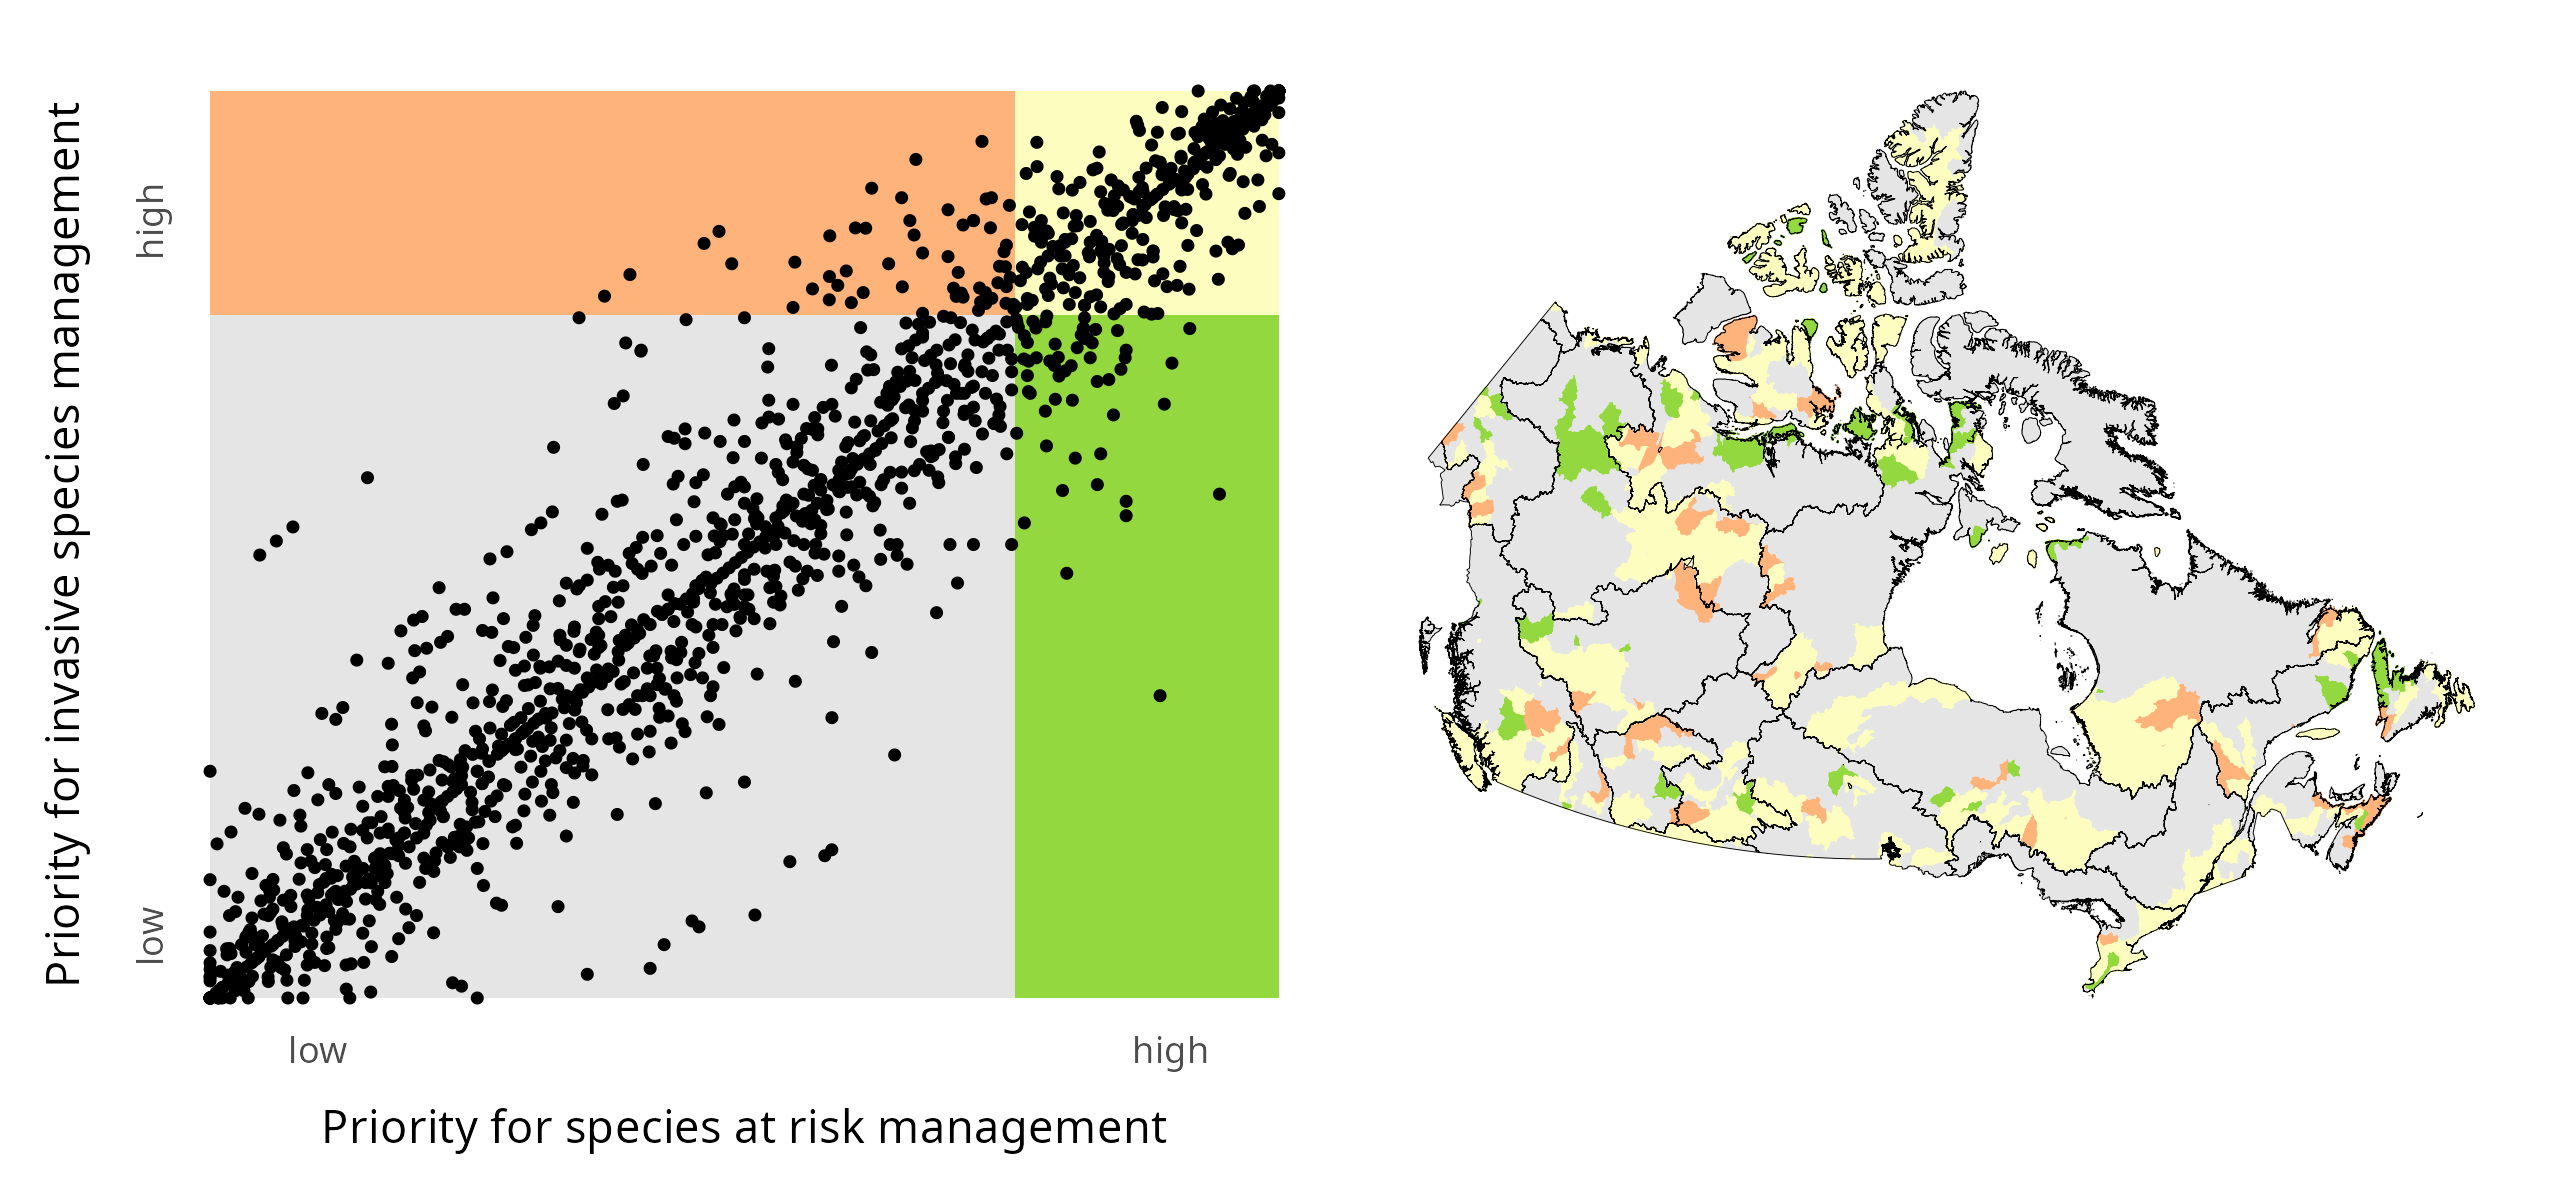 Priority for invasive species management
high
low
low
high
Priority for species at risk management